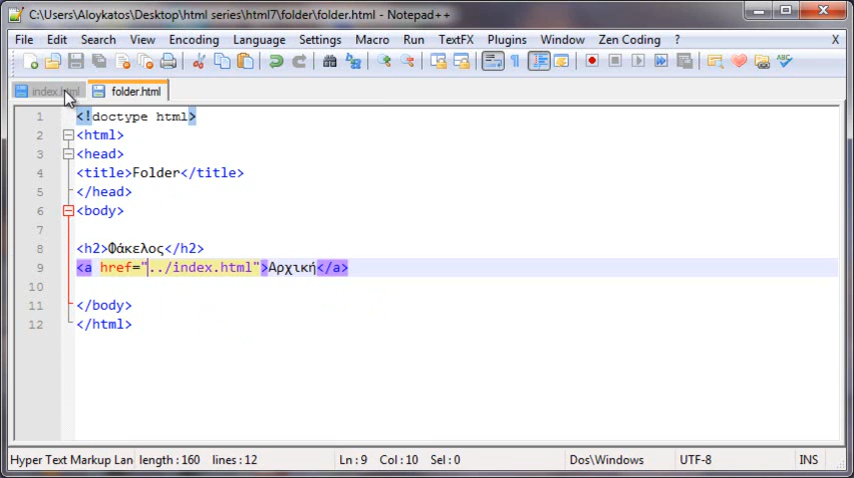 C:\Users\Aloykatos\Desktop\html series\html7\folder\folder.html - Notepad++
File Edit Search View Encoding Language Settings Macro Run TextFX Plugins Window Zen Coding ? X
index.html folder.html
1 <!doctype html>
2 <html>
3 <head>
4 <title>Folder</title>
5 </head>
6 <body>
7
8 <h2>Φάκελος</h2>
9 <a href="../index.html">Αρχική</a>
10
11 </body>
12 </html>
Hyper Text Markup Lan length : 160 lines : 12 Ln : 9 Col : 10 Sel : 0 Dos\Windows UTF-8 INS